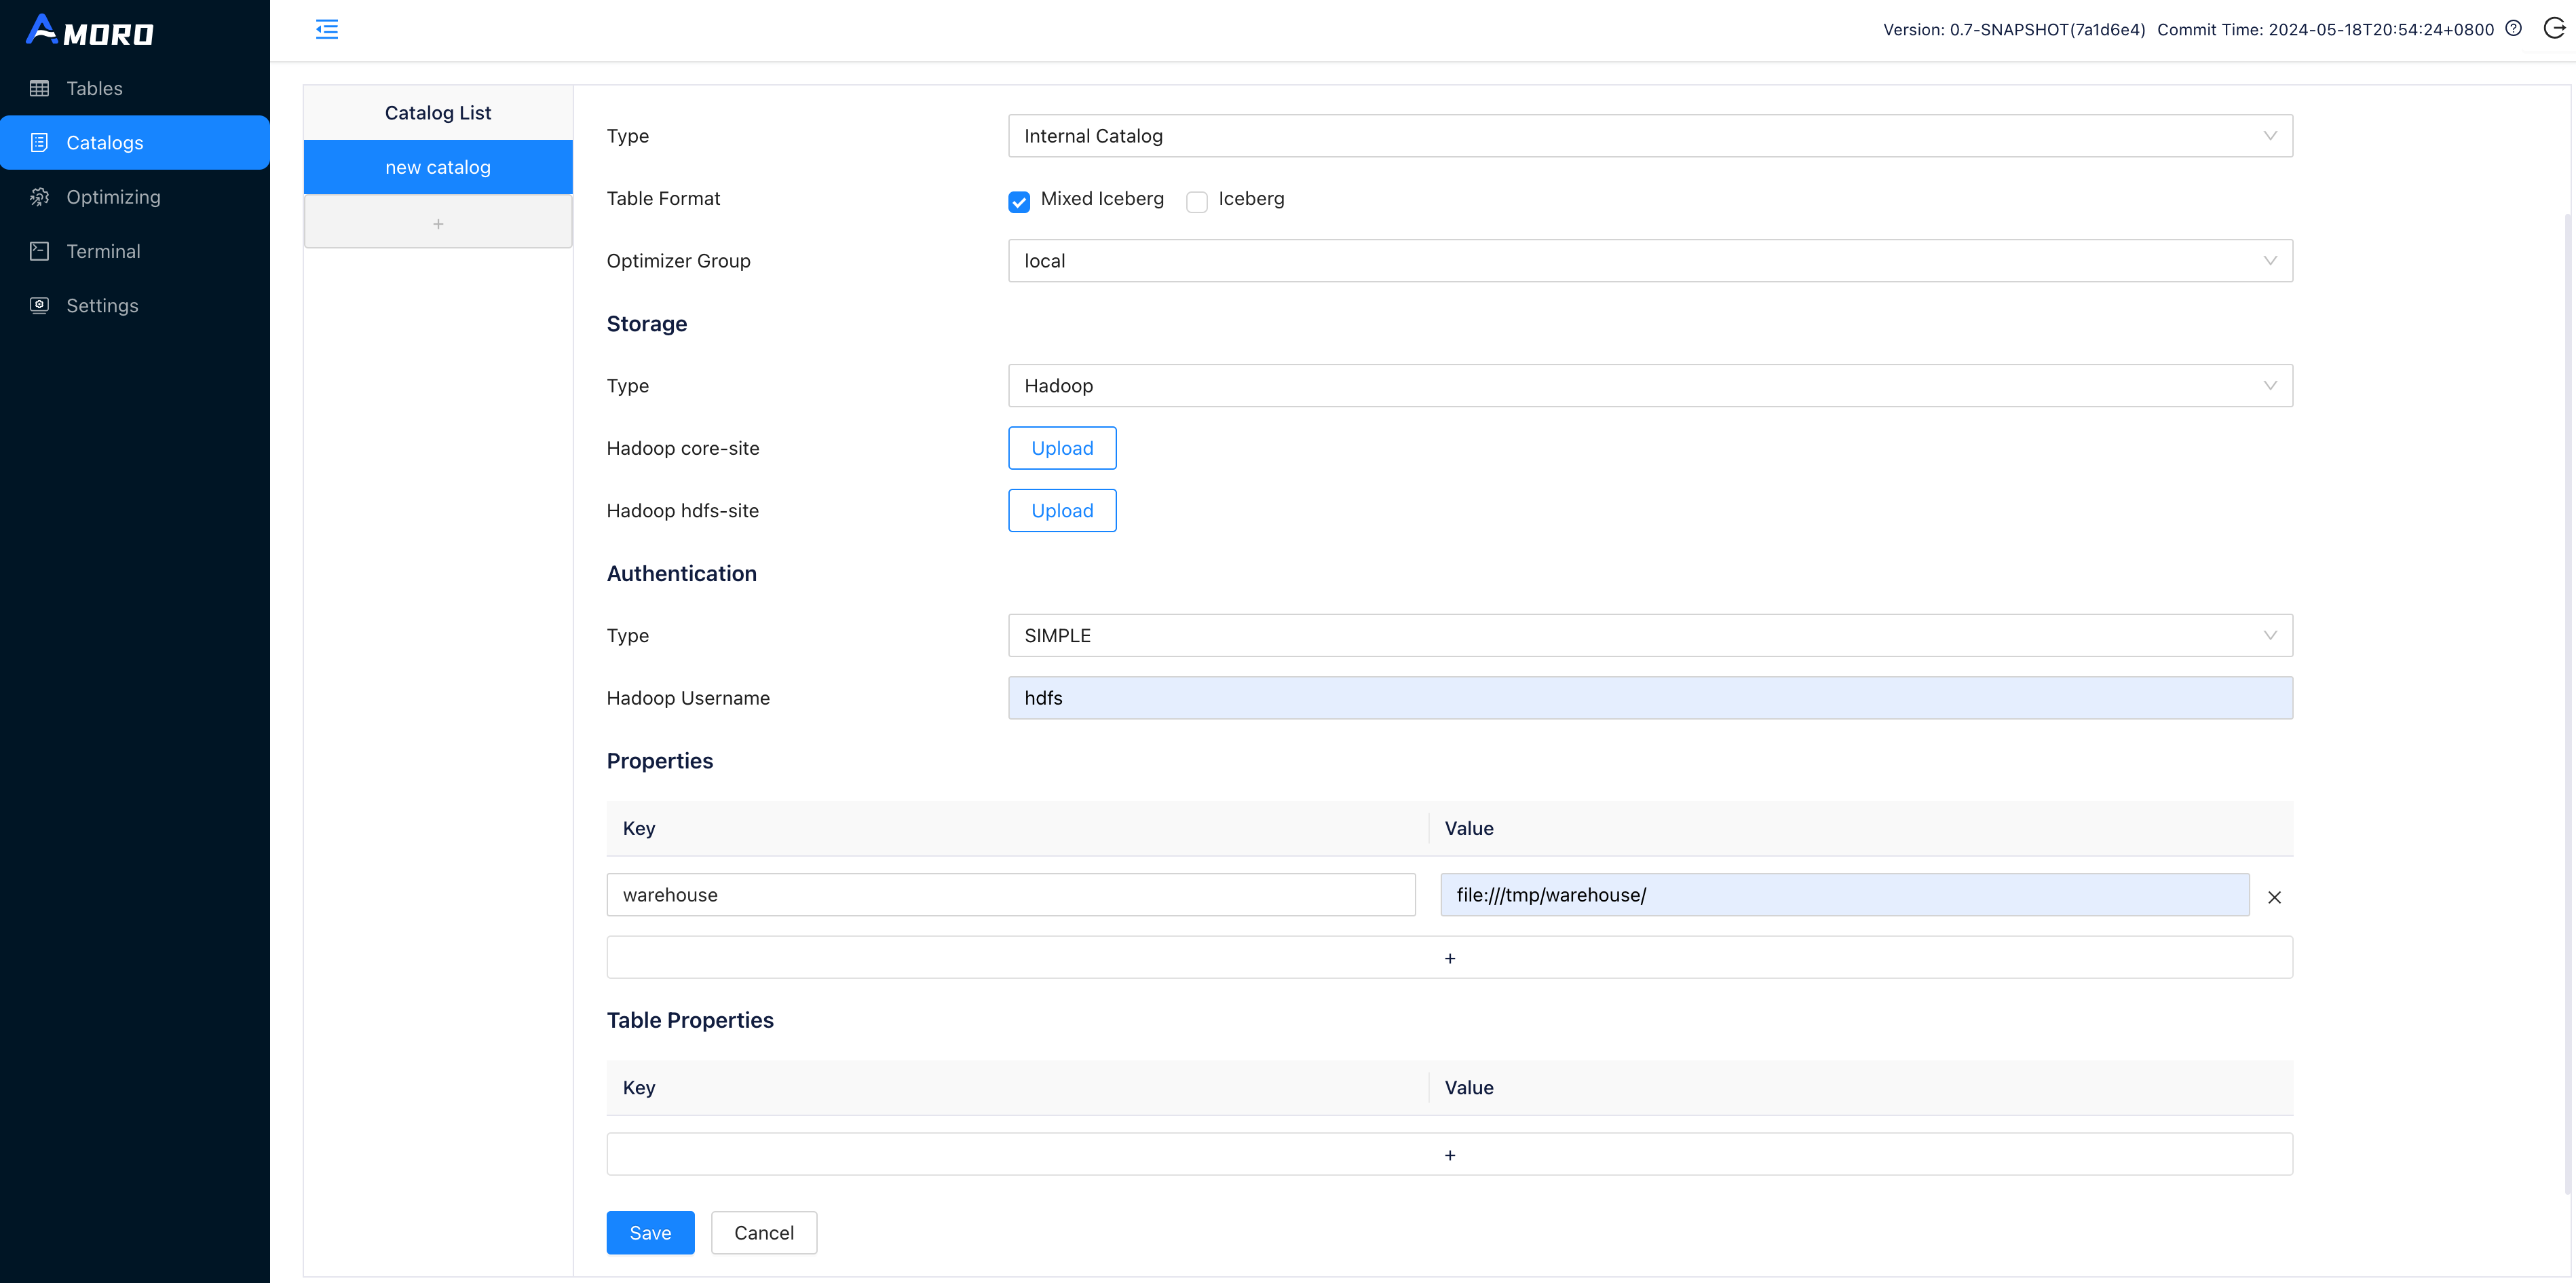 AMORO
Version: 0.7-SNAPSHOT(7a1d6e4) Commit Time: 2024-05-18T20:54:24+0800
Tables
Catalogs
Optimizing
Terminal
Settings
Catalog List
new catalog
+
Type
Internal Catalog
Table Format
Mixed Iceberg Iceberg
Optimizer Group
local
Storage
Type
Hadoop
Hadoop core-site
Upload
Hadoop hdfs-site
Upload
Authentication
Type
SIMPLE
Hadoop Username
hdfs
Properties
Key Value
warehouse file:///tmp/warehouse/
+
Table Properties
Key Value
+
Save Cancel